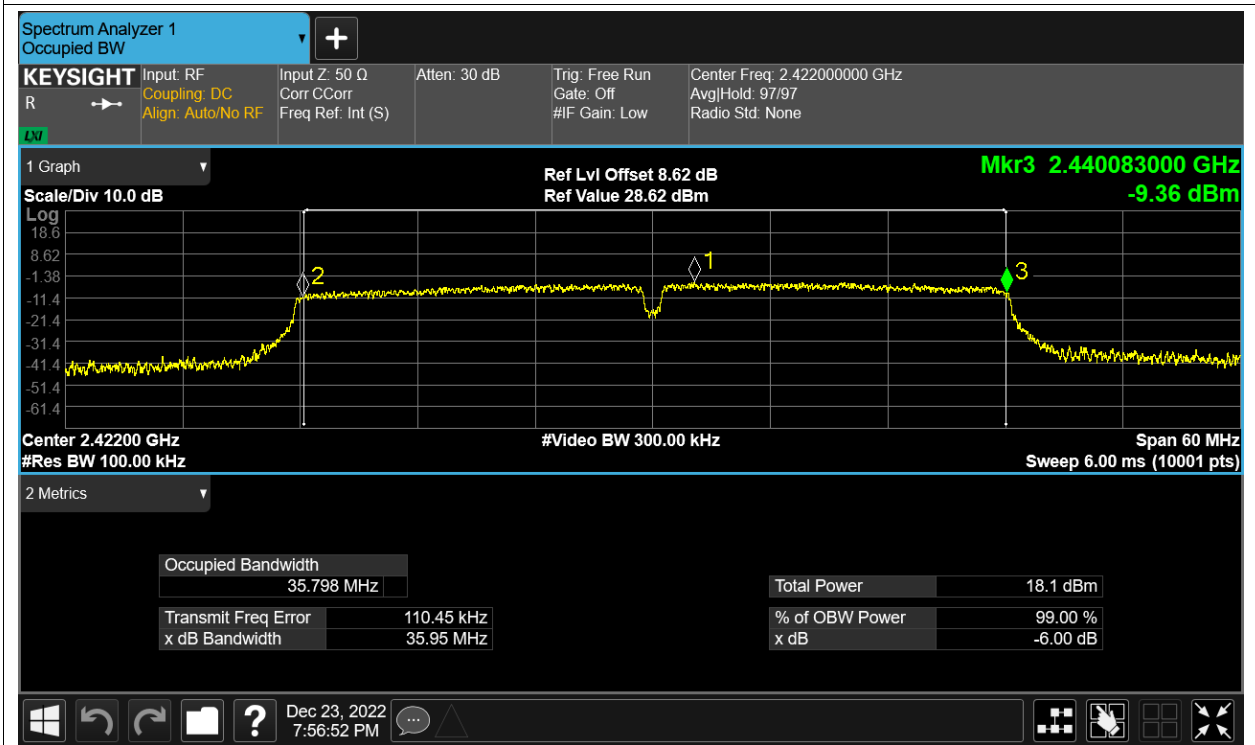 Spectrum Analyzer 1
Occupied BW
KEYSIGHT
R
LXI
Input: RF
Coupling: DC
Align: Auto/No RF
Input Z: 50 Ω
Corr CCorr
Freq Ref: Int (S)
Atten: 30 dB
Trig: Free Run
Gate: Off
#IF Gain: Low
Center Freq: 2.422000000 GHz
Avg|Hold: 97/97
Radio Std: None
1 Graph
Scale/Div 10.0 dB
Ref Lvl Offset 8.62 dB
Ref Value 28.62 dBm
Mkr3 2.440083000 GHz
-9.36 dBm
Log
18.6
8.62
-1.38
-11.4
-21.4
-31.4
-41.4
-51.4
-61.4
2
1
3
Center 2.42200 GHz
#Res BW 100.00 kHz
#Video BW 300.00 kHz
Span 60 MHz
Sweep 6.00 ms (10001 pts)
2 Metrics
Occupied Bandwidth
35.798 MHz
Transmit Freq Error 110.45 kHz
x dB Bandwidth 35.95 MHz
Total Power 18.1 dBm
% of OBW Power 99.00 %
x dB -6.00 dB
?
Dec 23, 2022
7:56:52 PM